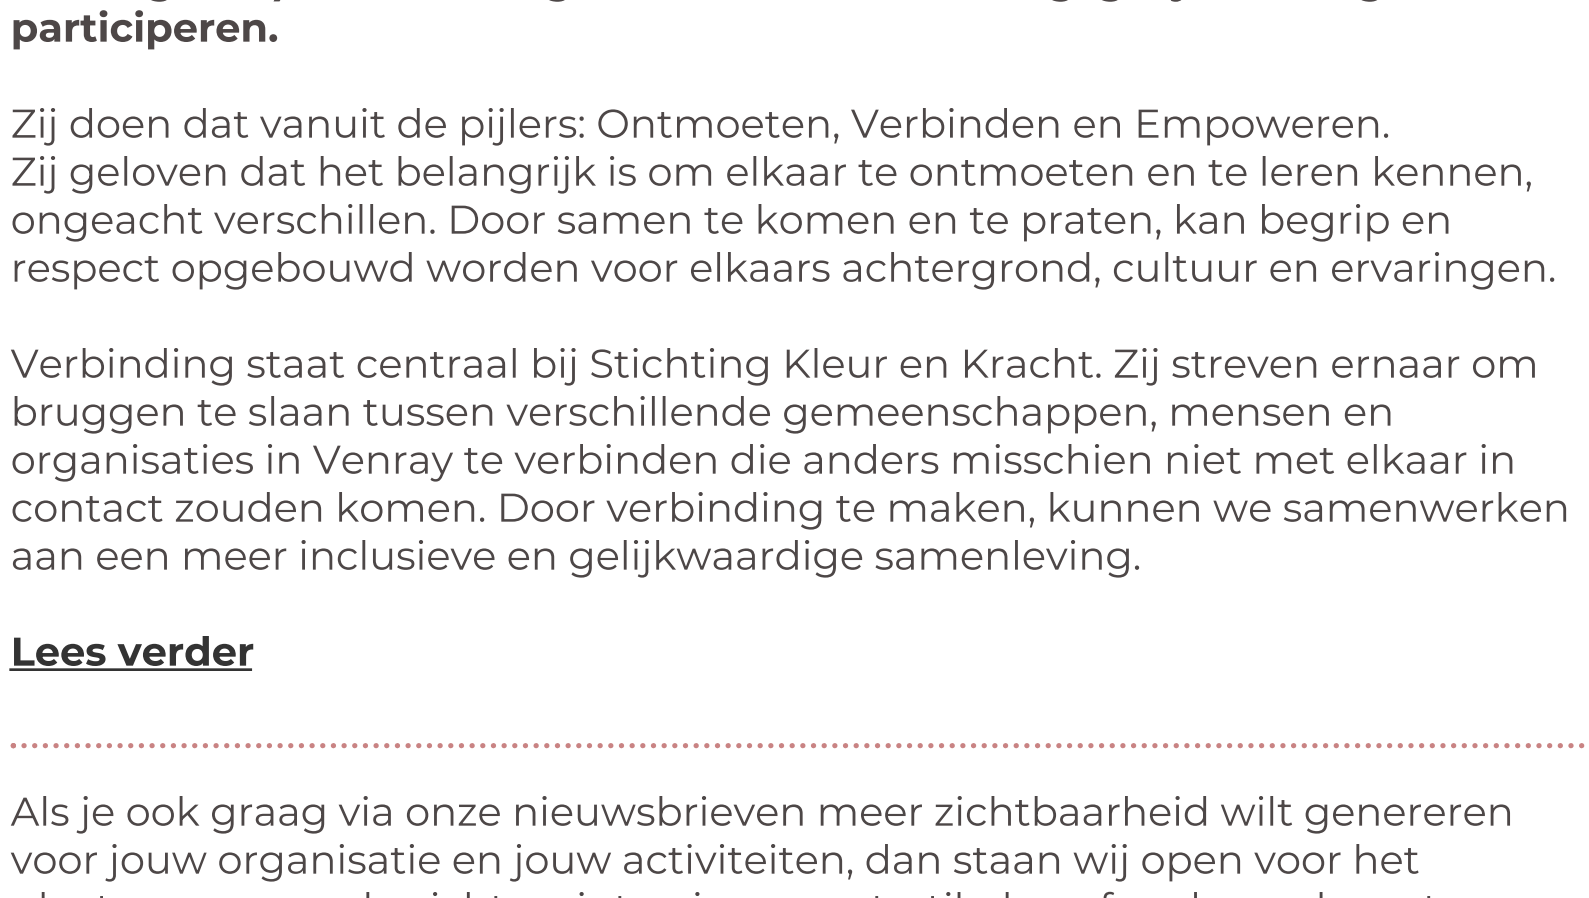 participeren.
Zij doen dat vanuit de pijlers: Ontmoeten, Verbinden en Empoweren.
Zij geloven dat het belangrijk is om elkaar te ontmoeten en te leren kennen,
ongeacht verschillen. Door samen te komen en te praten, kan begrip en
respect opgebouwd worden voor elkaars achtergrond, cultuur en ervaringen.
Verbinding staat centraal bij Stichting Kleur en Kracht. Zij streven ernaar om
bruggen te slaan tussen verschillende gemeenschappen, mensen en
organisaties in Venray te verbinden die anders misschien niet met elkaar in
contact zouden komen. Door verbinding te maken, kunnen we samenwerken
aan een meer inclusieve en gelijkwaardige samenleving.
Lees verder
Als je ook graag via onze nieuwsbrieven meer zichtbaarheid wilt genereren
voor jouw organisatie en jouw activiteiten, dan staan wij open voor het